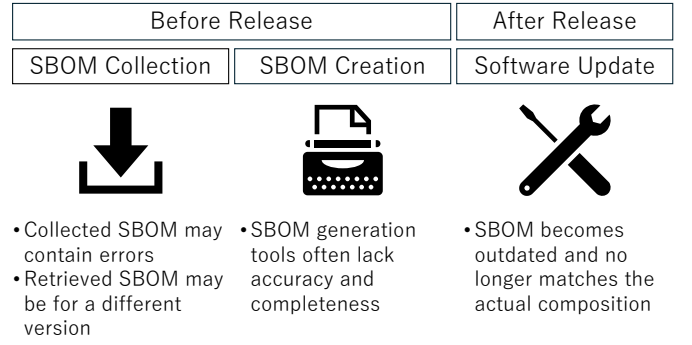 Before Release
After Release
SBOM Collection
SBOM Creation
Software Update
• Collected SBOM may
contain errors
• Retrieved SBOM may
be for a different
version
• SBOM generation
tools often lack
accuracy and
completeness
• SBOM becomes
outdated and no
longer matches the
actual composition